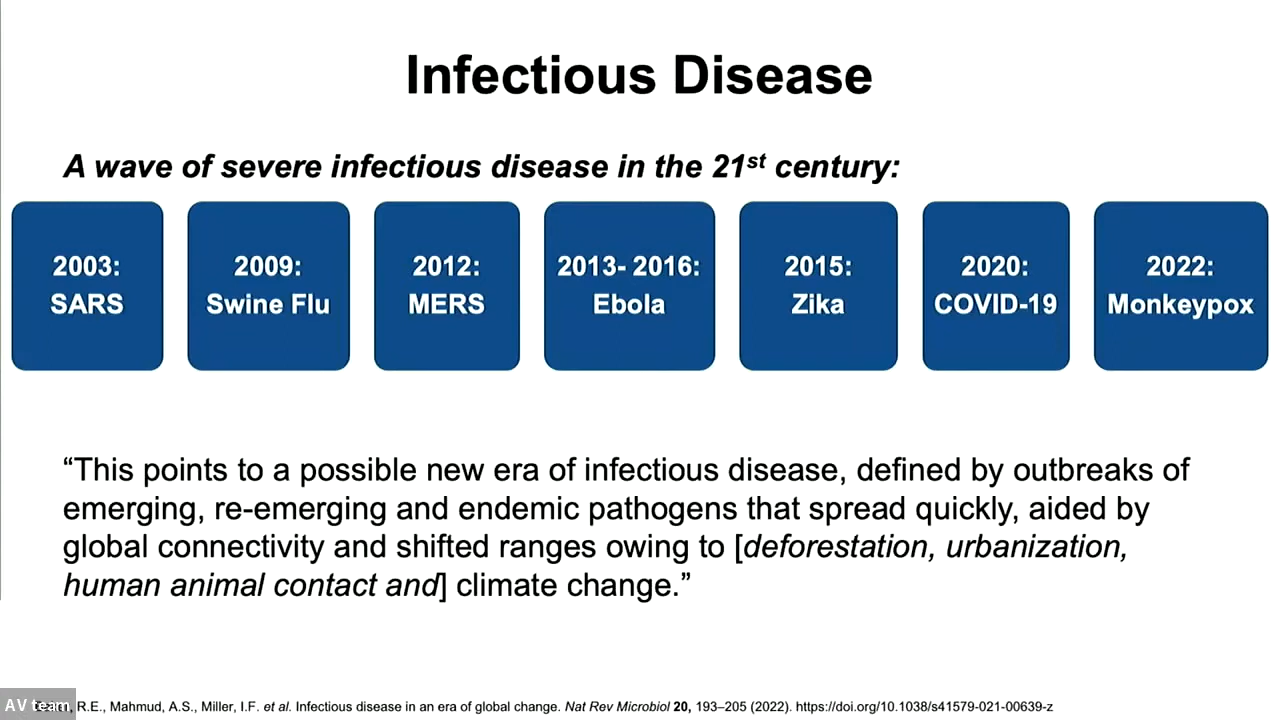 Infectious Disease
A wave of severe infectious disease in the 21st century:
2003:
SARS
2009:
Swine Flu
2012:
MERS
2013- 2016:
Ebola
2015:
Zika
2020:
COVID-19
2022:
Monkeypox
“This points to a possible new era of infectious disease, defined by outbreaks of
emerging, re-emerging and endemic pathogens that spread quickly, aided by
global connectivity and shifted ranges owing to [deforestation, urbanization,
human animal contact and] climate change.”
AV team
R.E., Mahmud, A.S., Miller, I.F. et al. Infectious disease in an era of global change. Nat Rev Microbiol 20, 193–205 (2022). https://doi.org/10.1038/s41579-021-00639-z